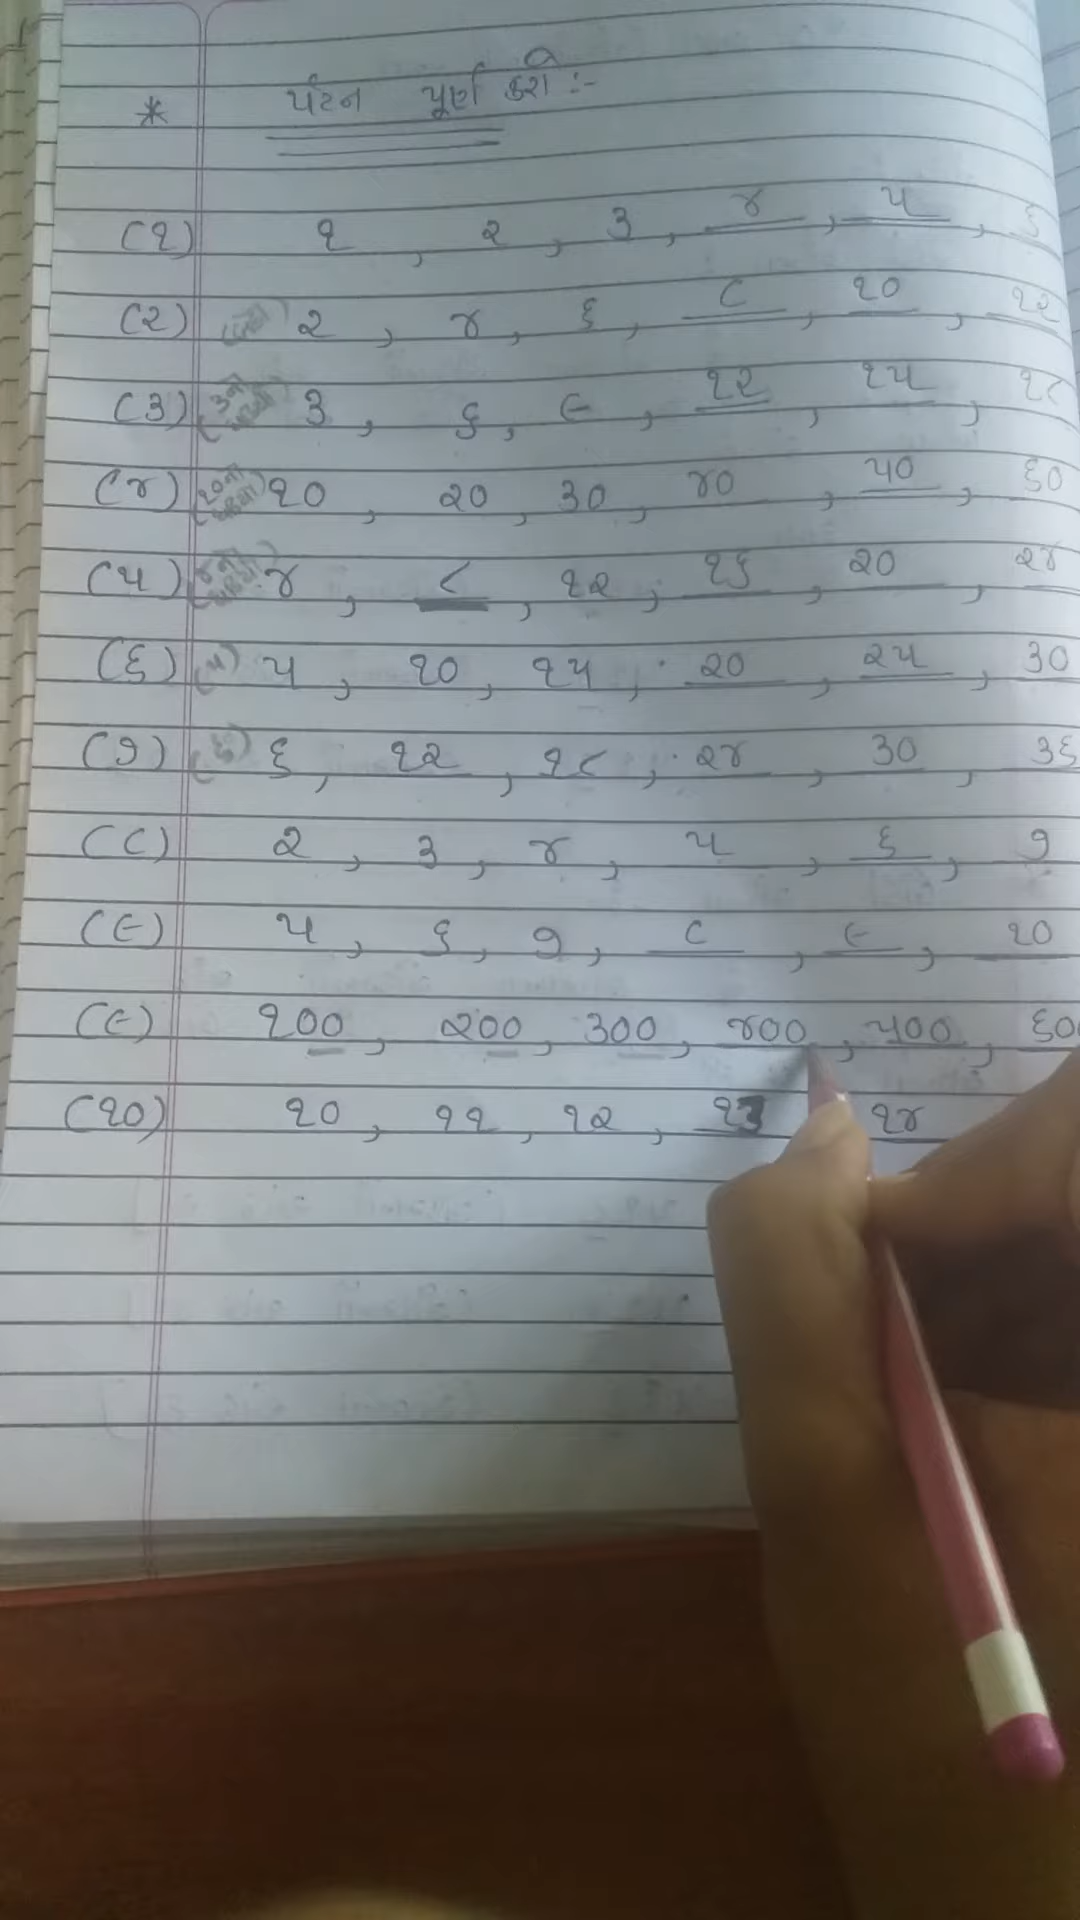 * પેટર્ન પૂર્ણ કરો :-
(૧) ૧ , ૨ , ૩ , ૪ , ૫ , ૬
(૨) ૨ , ૪ , ૬ , ૮ , ૧૦ , ૧૨
(૩) ૩ , ૬ , ૯ , ૧૨ , ૧૫ , ૧૮
(૪) ૧૦ , ૨૦ , ૩૦ , ૪૦ , ૫૦ , ૬૦
(૫) ૪ , ૮ , ૧૨ , ૧૬ , ૨૦ , ૨૪
(૬) (૫) ૫ , ૧૦ , ૧૫ , ૨૦ , ૨૫ , ૩૦
(૭) (૬) ૬ , ૧૨ , ૧૮ , ૨૪ , ૩૦ , ૩૬
(૮) ૨ , ૩ , ૪ , ૫ , ૬ , ૭
(૯) ૫ , ૬ , ૭ , ૮ , ૯ , ૧૦
(૯) ૧૦૦ , ૨૦૦ , ૩૦૦ , ૪૦૦ , ૫૦૦ , ૬૦૦
(૧૦) ૧૦ , ૧૧ , ૧૨ , ૧૩ ૧૪